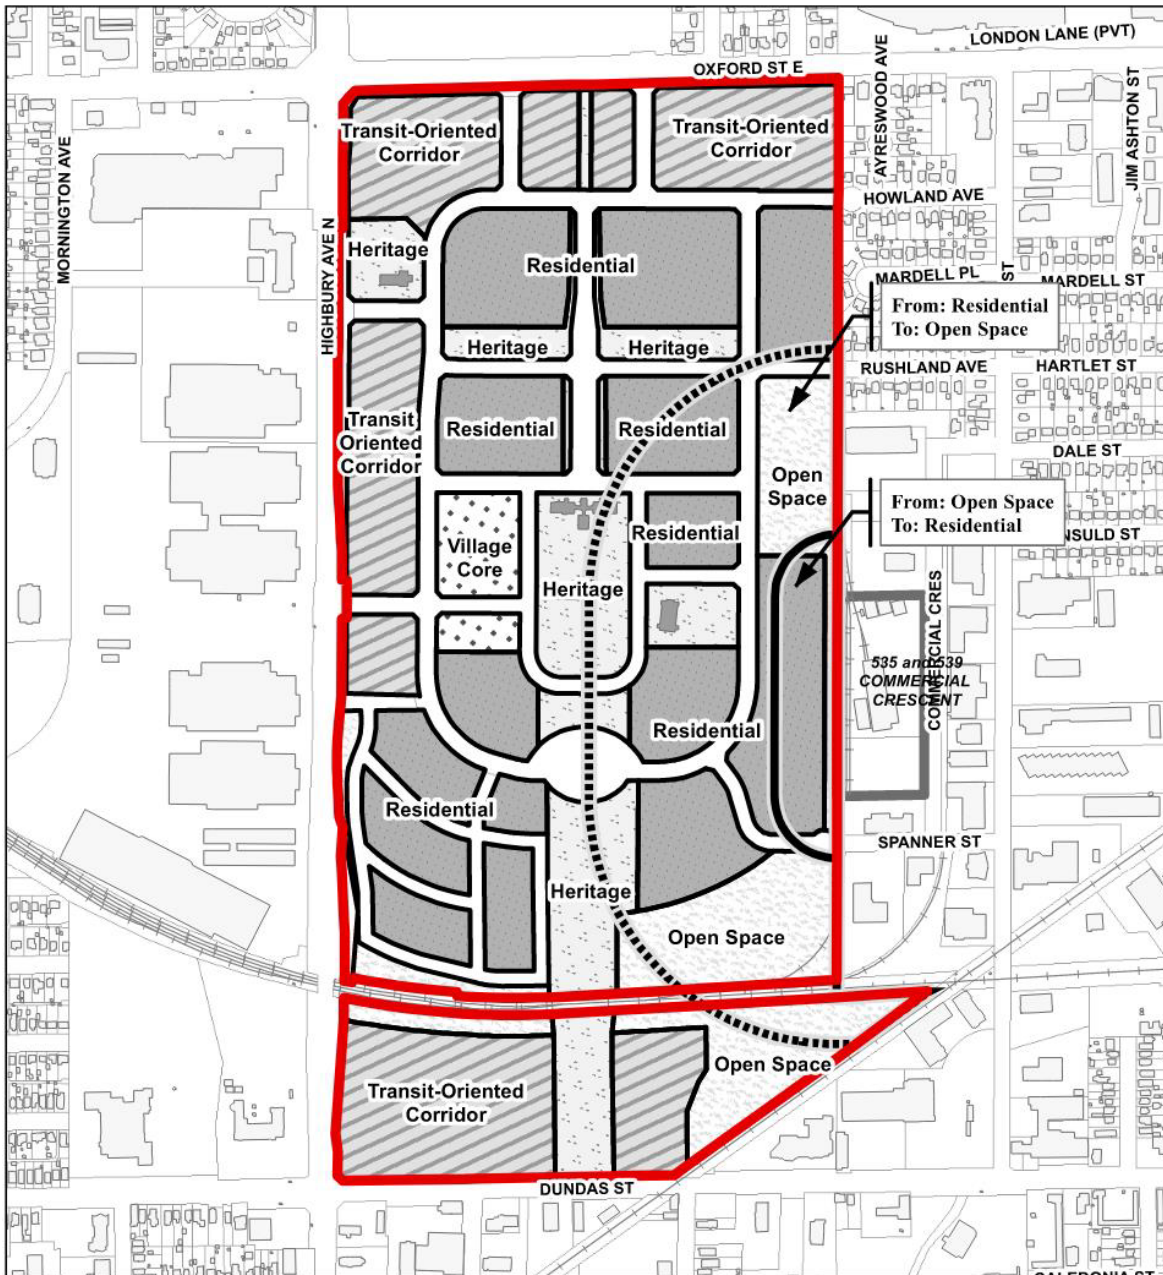 LONDON LANE (PVT)
OXFORD ST E
AYRESWOOD AVE
JIM ASHTON ST
MORNINGTON AVE
HIGHBURY AVE N
Transit-Oriented
Corridor
Transit-Oriented
Corridor
HOWLAND AVE
Heritage
Residential
MARDELL PL
ST
MARDELL ST
From: Residential
To: Open Space
Heritage
Heritage
RUSHLAND AVE
HARTLET ST
Transit
Oriented
Corridor
Residential
Residential
DALE ST
Open
Space
From: Open Space
To: Residential
NSULD ST
Village
Core
Residential
Heritage
COMMERCIAL CRES
535 and 539
COMMERCIAL
CRESCENT
Residential
Residential
SPANNER ST
Heritage
Open Space
Open Space
Transit-Oriented
Corridor
DUNDAS ST
CALEDONIA ST